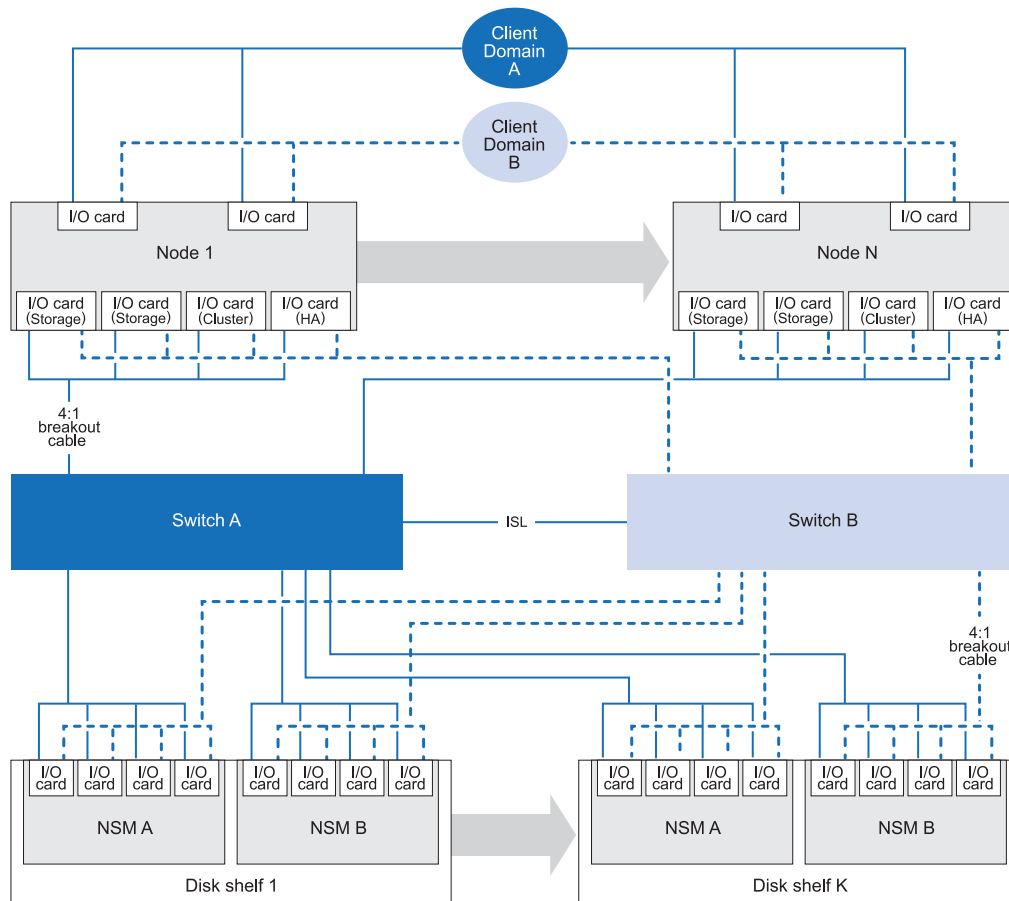 Client
Domain
A
Client
Domain
B
I/O card
I/O card
Node 1
I/O card
(Storage)
I/O card
(Storage)
I/O card
(Cluster)
I/O card
(HA)
I/O card
I/O card
Node N
I/O card
(Storage)
I/O card
(Storage)
I/O card
(Cluster)
I/O card
(HA)
4:1
breakout
cable
Switch A
ISL
Switch B
4:1
breakout
cable
I/O
card
I/O
card
I/O
card
I/O
card
NSM A
I/O
card
I/O
card
I/O
card
I/O
card
NSM B
Disk shelf 1
I/O
card
I/O
card
I/O
card
I/O
card
NSM A
I/O
card
I/O
card
I/O
card
I/O
card
NSM B
Disk shelf K